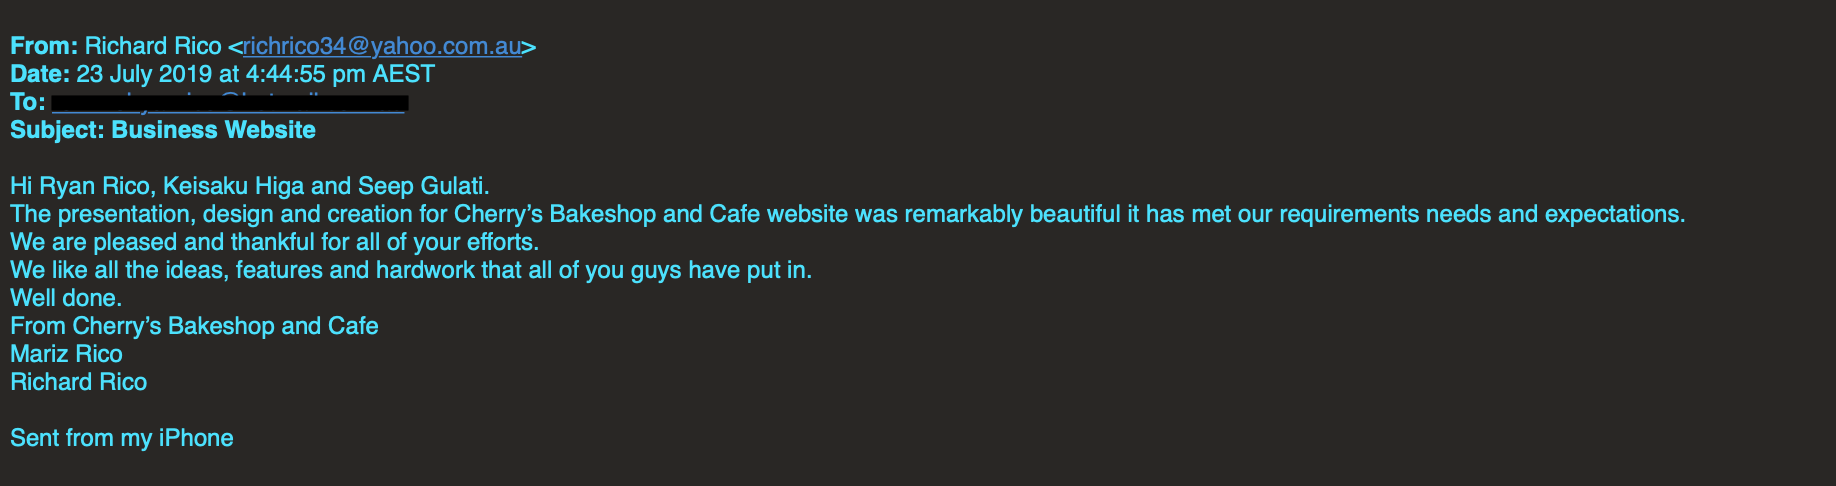 From: Richard Rico <richrico34@yahoo.com.au>
Date: 23 July 2019 at 4:44:55 pm AEST
To:
Subject: Business Website
Hi Ryan Rico, Keisaku Higa and Seep Gulati.
The presentation, design and creation for Cherry’s Bakeshop and Cafe website was remarkably beautiful it has met our requirements needs and expectations.
We are pleased and thankful for all of your efforts.
We like all the ideas, features and hardwork that all of you guys have put in.
Well done.
From Cherry’s Bakeshop and Cafe
Mariz Rico
Richard Rico
Sent from my iPhone